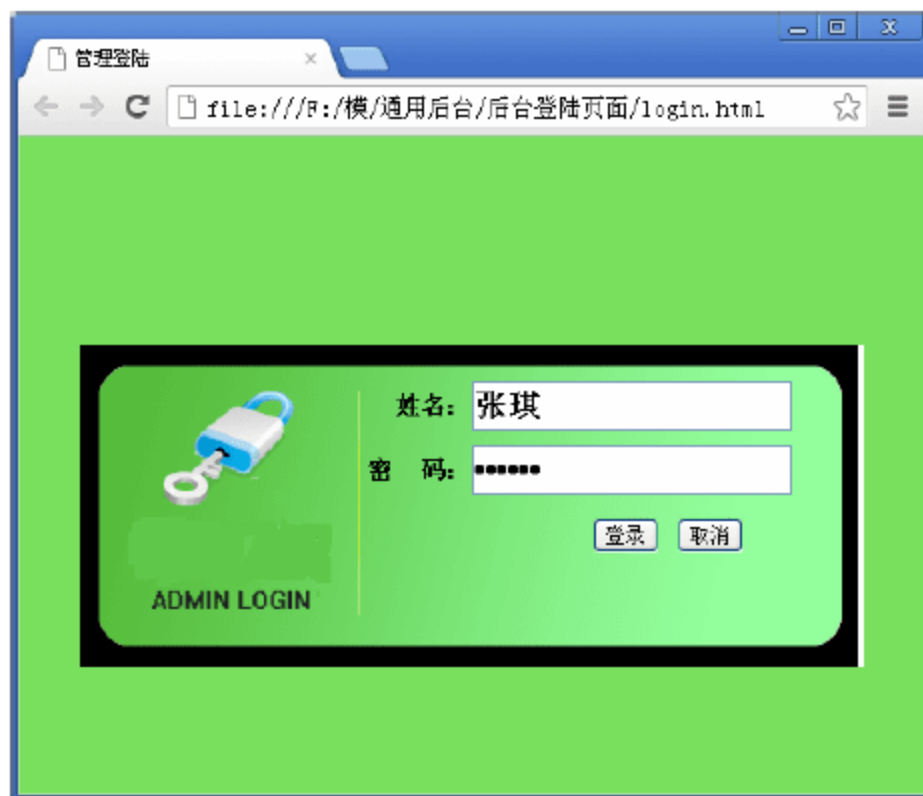 管理登陆
file:///F:/模/通用后台/后台登陆页面/login.html
姓名：张琪
密 码：••••••
登录 取消
ADMIN LOGIN